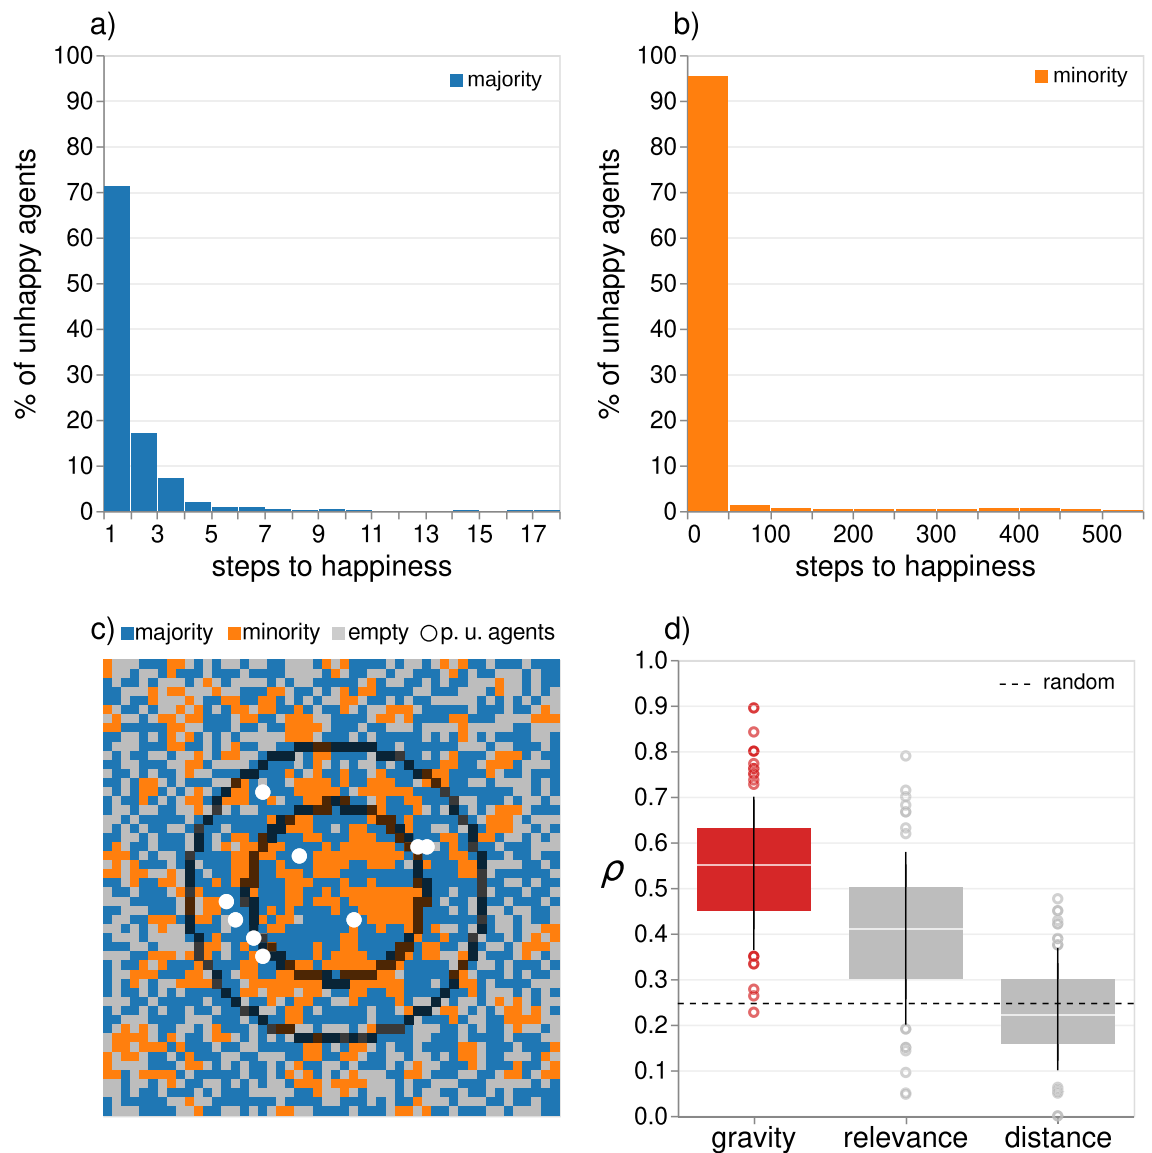 a)
majority
100
90
80
70
60
50
40
30
20
10
0
% of unhappy agents
1 3 5 7 9 11 13 15 17
steps to happiness
b)
minority
100
90
80
70
60
50
40
30
20
10
0
% of unhappy agents
0 100 200 300 400 500
steps to happiness
c) majority minority empty p. u. agents
d)
random
1.0
0.9
0.8
0.7
0.6
0.5
0.4
0.3
0.2
0.1
0.0
ρ
gravity relevance distance